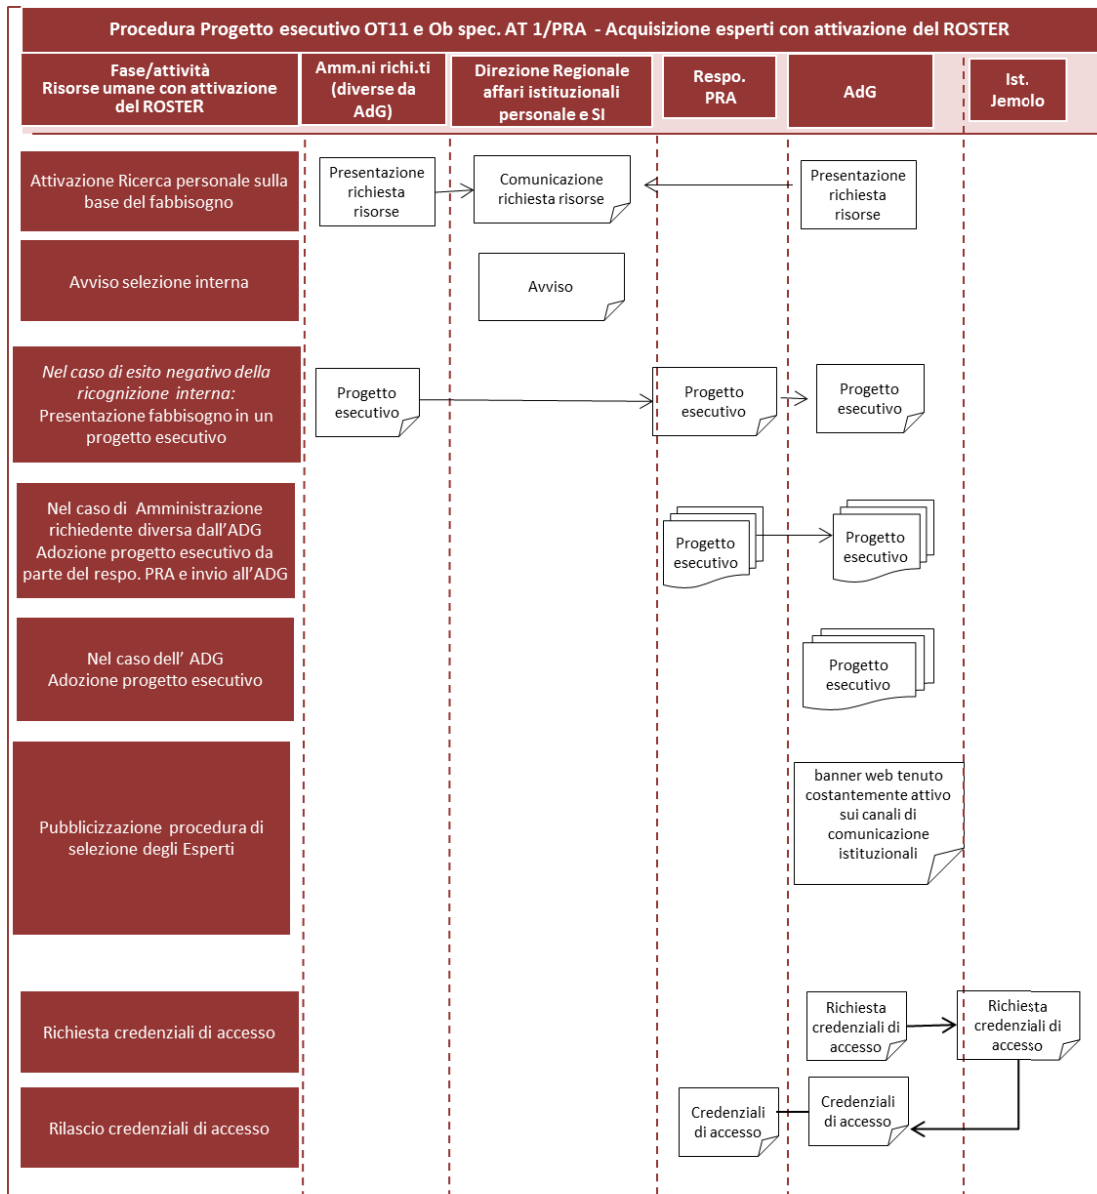 Procedura Progetto esecutivo OT11 e Ob spec. AT 1/PRA - Acquisizione esperti con attivazione del ROSTER
Fase/attività
Risorse umane con attivazione
del ROSTER
Amm.ni richi.ti
(diverse da
AdG)
Direzione Regionale
affari istituzionali
personale e SI
Respo.
PRA
AdG
Ist.
Jemolo
Attivazione Ricerca personale sulla
base del fabbisogno
Presentazione
richiesta
risorse
Comunicazione
richiesta risorse
Presentazione
richiesta
risorse
Avviso selezione interna
Avviso
Nel caso di esito negativo della
ricognizione interna:
Presentazione fabbisogno in un
progetto esecutivo
Progetto
esecutivo
Progetto
esecutivo
Progetto
esecutivo
Nel caso di Amministrazione
richiedente diversa dall'ADG
Adozione progetto esecutivo da
parte del respo. PRA e invio all'ADG
Progetto
esecutivo
Progetto
esecutivo
Nel caso dell' ADG
Adozione progetto esecutivo
Progetto
esecutivo
Pubblicizzazione procedura di
selezione degli Esperti
banner web tenuto
costantemente attivo
sui canali di
comunicazione
istituzionali
Richiesta credenziali di accesso
Richiesta
credenziali di
accesso
Richiesta
credenziali di
accesso
Rilascio credenziali di accesso
Credenziali
di accesso
Credenziali
di accesso